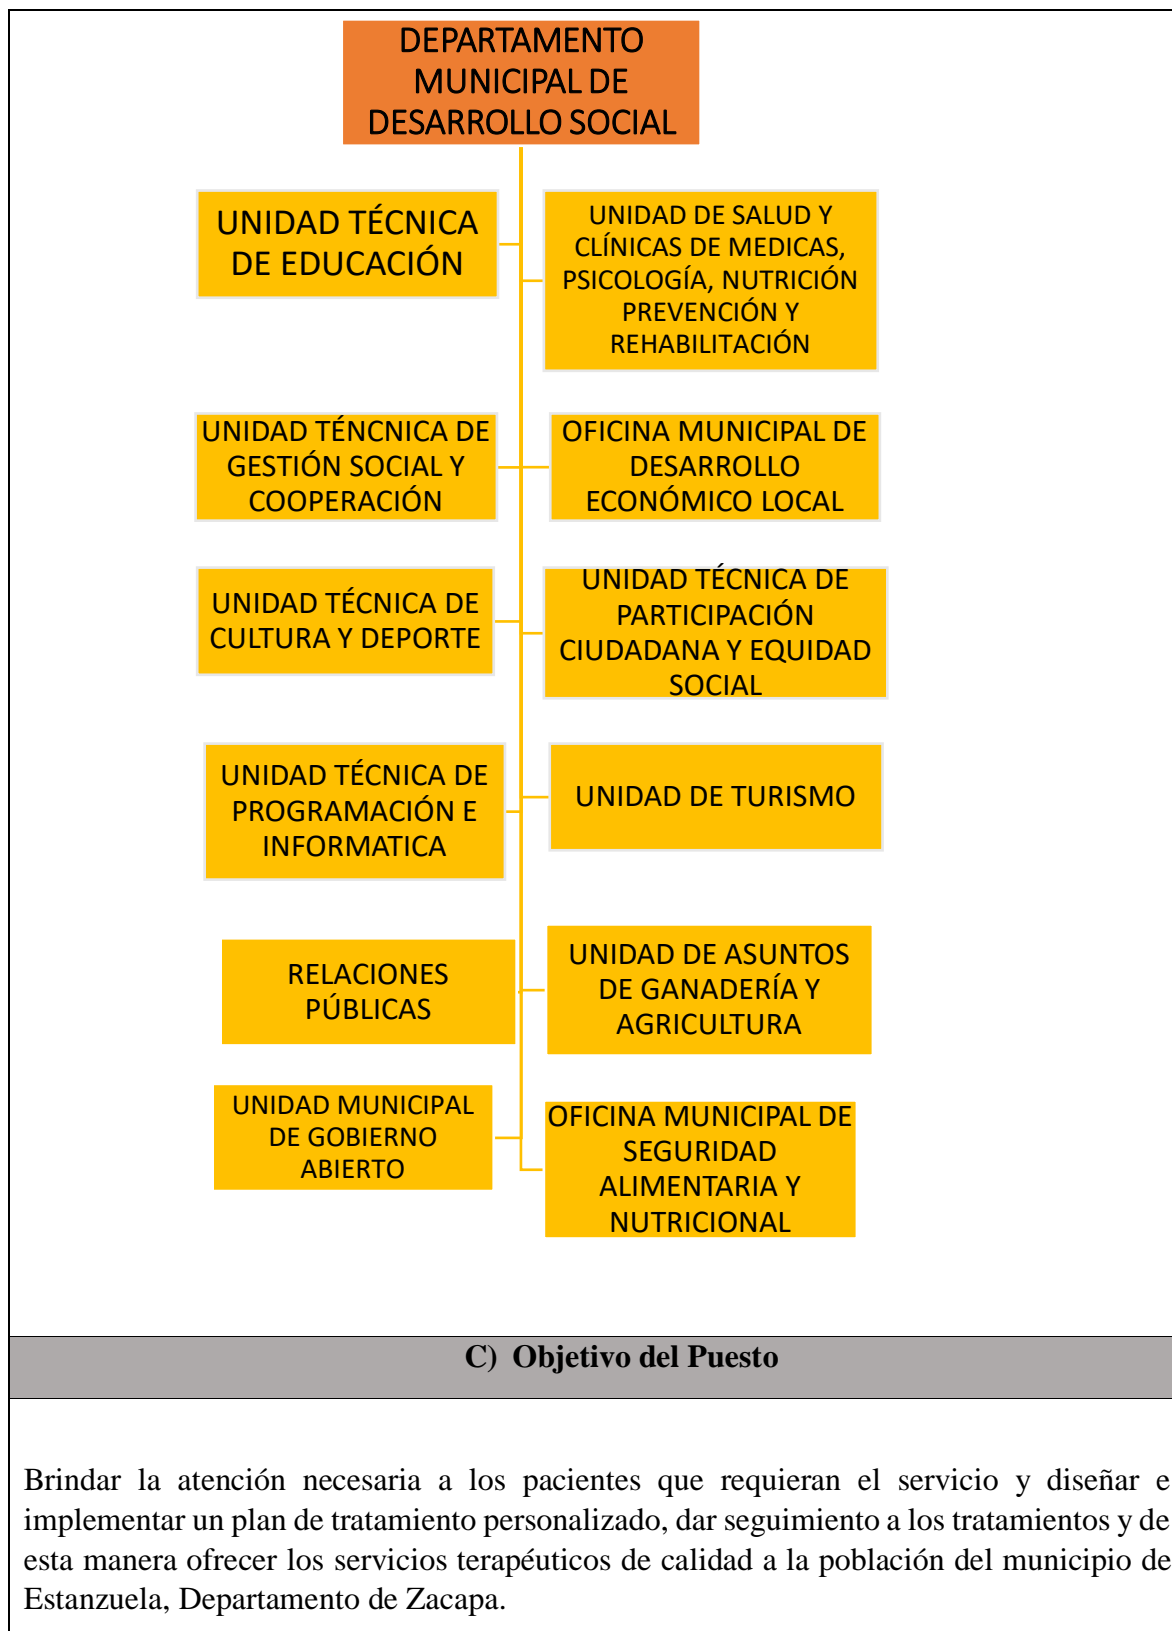 DEPARTAMENTO
MUNICIPAL DE
DESARROLLO SOCIAL
UNIDAD TÉCNICA
DE EDUCACIÓN
UNIDAD DE SALUD Y
CLÍNICAS DE MEDICAS,
PSICOLOGÍA, NUTRICIÓN
PREVENCIÓN Y
REHABILITACIÓN
UNIDAD TÉNCNICA DE
GESTIÓN SOCIAL Y
COOPERACIÓN
OFICINA MUNICIPAL DE
DESARROLLO
ECONÓMICO LOCAL
UNIDAD TÉCNICA DE
CULTURA Y DEPORTE
UNIDAD TÉCNICA DE
PARTICIPACIÓN
CIUDADANA Y EQUIDAD
SOCIAL
UNIDAD TÉCNICA DE
PROGRAMACIÓN E
INFORMATICA
UNIDAD DE TURISMO
RELACIONES
PÚBLICAS
UNIDAD DE ASUNTOS
DE GANADERÍA Y
AGRICULTURA
UNIDAD MUNICIPAL
DE GOBIERNO
ABIERTO
OFICINA MUNICIPAL DE
SEGURIDAD
ALIMENTARIA Y
NUTRICIONAL
C) Objetivo del Puesto
Brindar la atención necesaria a los pacientes que requieran el servicio y diseñar e
implementar un plan de tratamiento personalizado, dar seguimiento a los tratamientos y de
esta manera ofrecer los servicios terapéuticos de calidad a la población del municipio de
Estanzuela, Departamento de Zacapa.